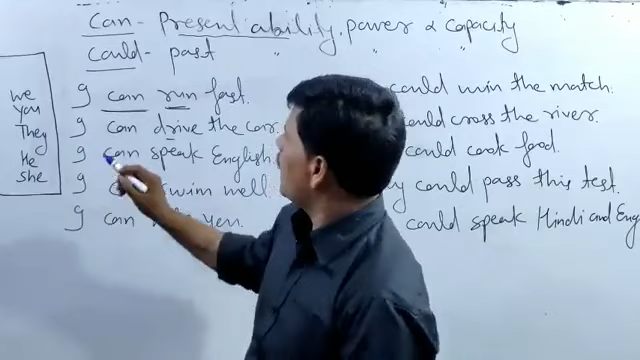 Can - Present ability, power & capacity
Could - past " " "
we
you
They
He
she
I can run fast.
I can drive the car.
I can speak English.
I swim well.
I can you.
could win the match.
could cross the river.
could cook food.
could pass this test.
could speak Hindi and Eng